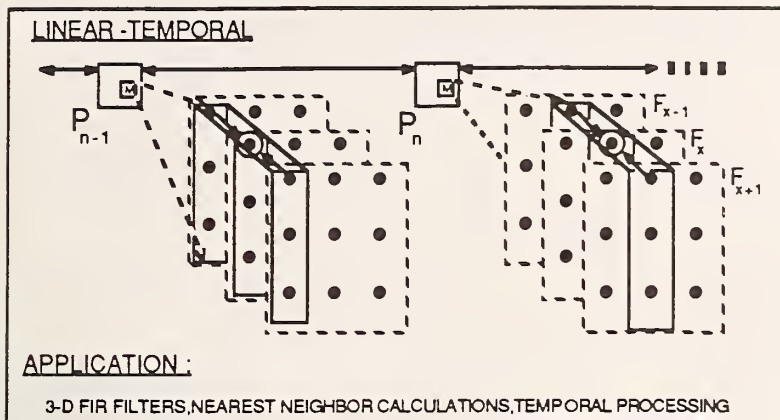 LINEAR-TEMPORAL
M
M
P n-1
P n
F x-1
F x
F x+1
APPLICATION :
3-D FIR FILTERS,NEAREST NEIGHBOR CALCULATIONS,TEMPORAL PROCESSING